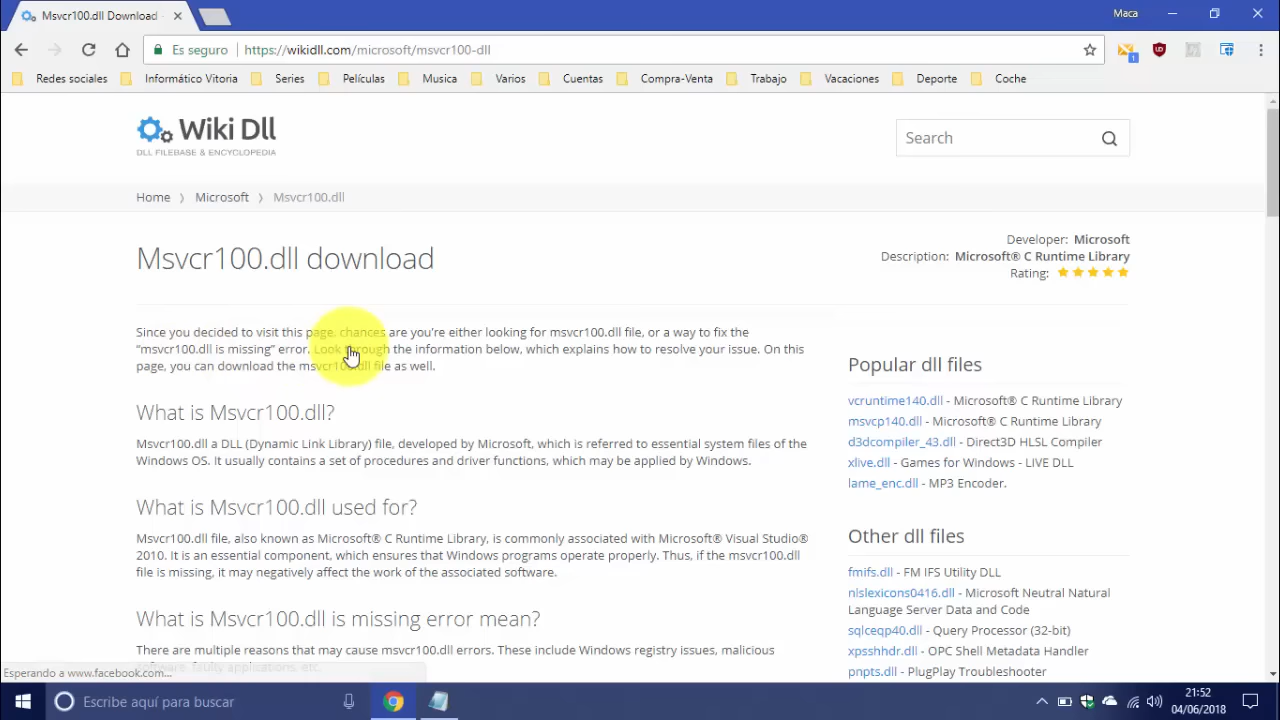 Msvcr100.dll Download
Maca
Es seguro https://wikidll.com/microsoft/msvcr100-dll
1
Redes sociales Informático Vitoria Series Películas Musica Varios Cuentas Compra-Venta Trabajo Vacaciones Deporte Coche
Wiki Dll
DLL FILEBASE & ENCYCLOPEDIA
Search
Home > Microsoft > Msvcr100.dll
Msvcr100.dll download
Developer: Microsoft
Description: Microsoft® C Runtime Library
Rating:
Since you decided to visit this page, chances are you're either looking for msvcr100.dll file, or a way to fix the
“msvcr100.dll is missing” error. Look through the information below, which explains how to resolve your issue. On this
page, you can download the msvcr100.dll file as well.
What is Msvcr100.dll?
Msvcr100.dll a DLL (Dynamic Link Library) file, developed by Microsoft, which is referred to essential system files of the
Windows OS. It usually contains a set of procedures and driver functions, which may be applied by Windows.
What is Msvcr100.dll used for?
Msvcr100.dll file, also known as Microsoft® C Runtime Library, is commonly associated with Microsoft® Visual Studio®
2010. It is an essential component, which ensures that Windows programs operate properly. Thus, if the msvcr100.dll
file is missing, it may negatively affect the work of the associated software.
What is Msvcr100.dll is missing error mean?
There are multiple reasons that may cause msvcr100.dll errors. These include Windows registry issues, malicious
software, faulty applications, etc.
Popular dll files
vcruntime140.dll - Microsoft® C Runtime Library
msvcp140.dll - Microsoft® C Runtime Library
d3dcompiler_43.dll - Direct3D HLSL Compiler
xlive.dll - Games for Windows - LIVE DLL
lame_enc.dll - MP3 Encoder.
Other dll files
fmifs.dll - FM IFS Utility DLL
nlslexicons0416.dll - Microsoft Neutral Natural
Language Server Data and Code
sqlceqp40.dll - Query Processor (32-bit)
xpsshhdr.dll - OPC Shell Metadata Handler
pnpts.dll - PlugPlay Troubleshooter
Esperando a www.facebook.com...
Escribe aquí para buscar
21:52
04/06/2018